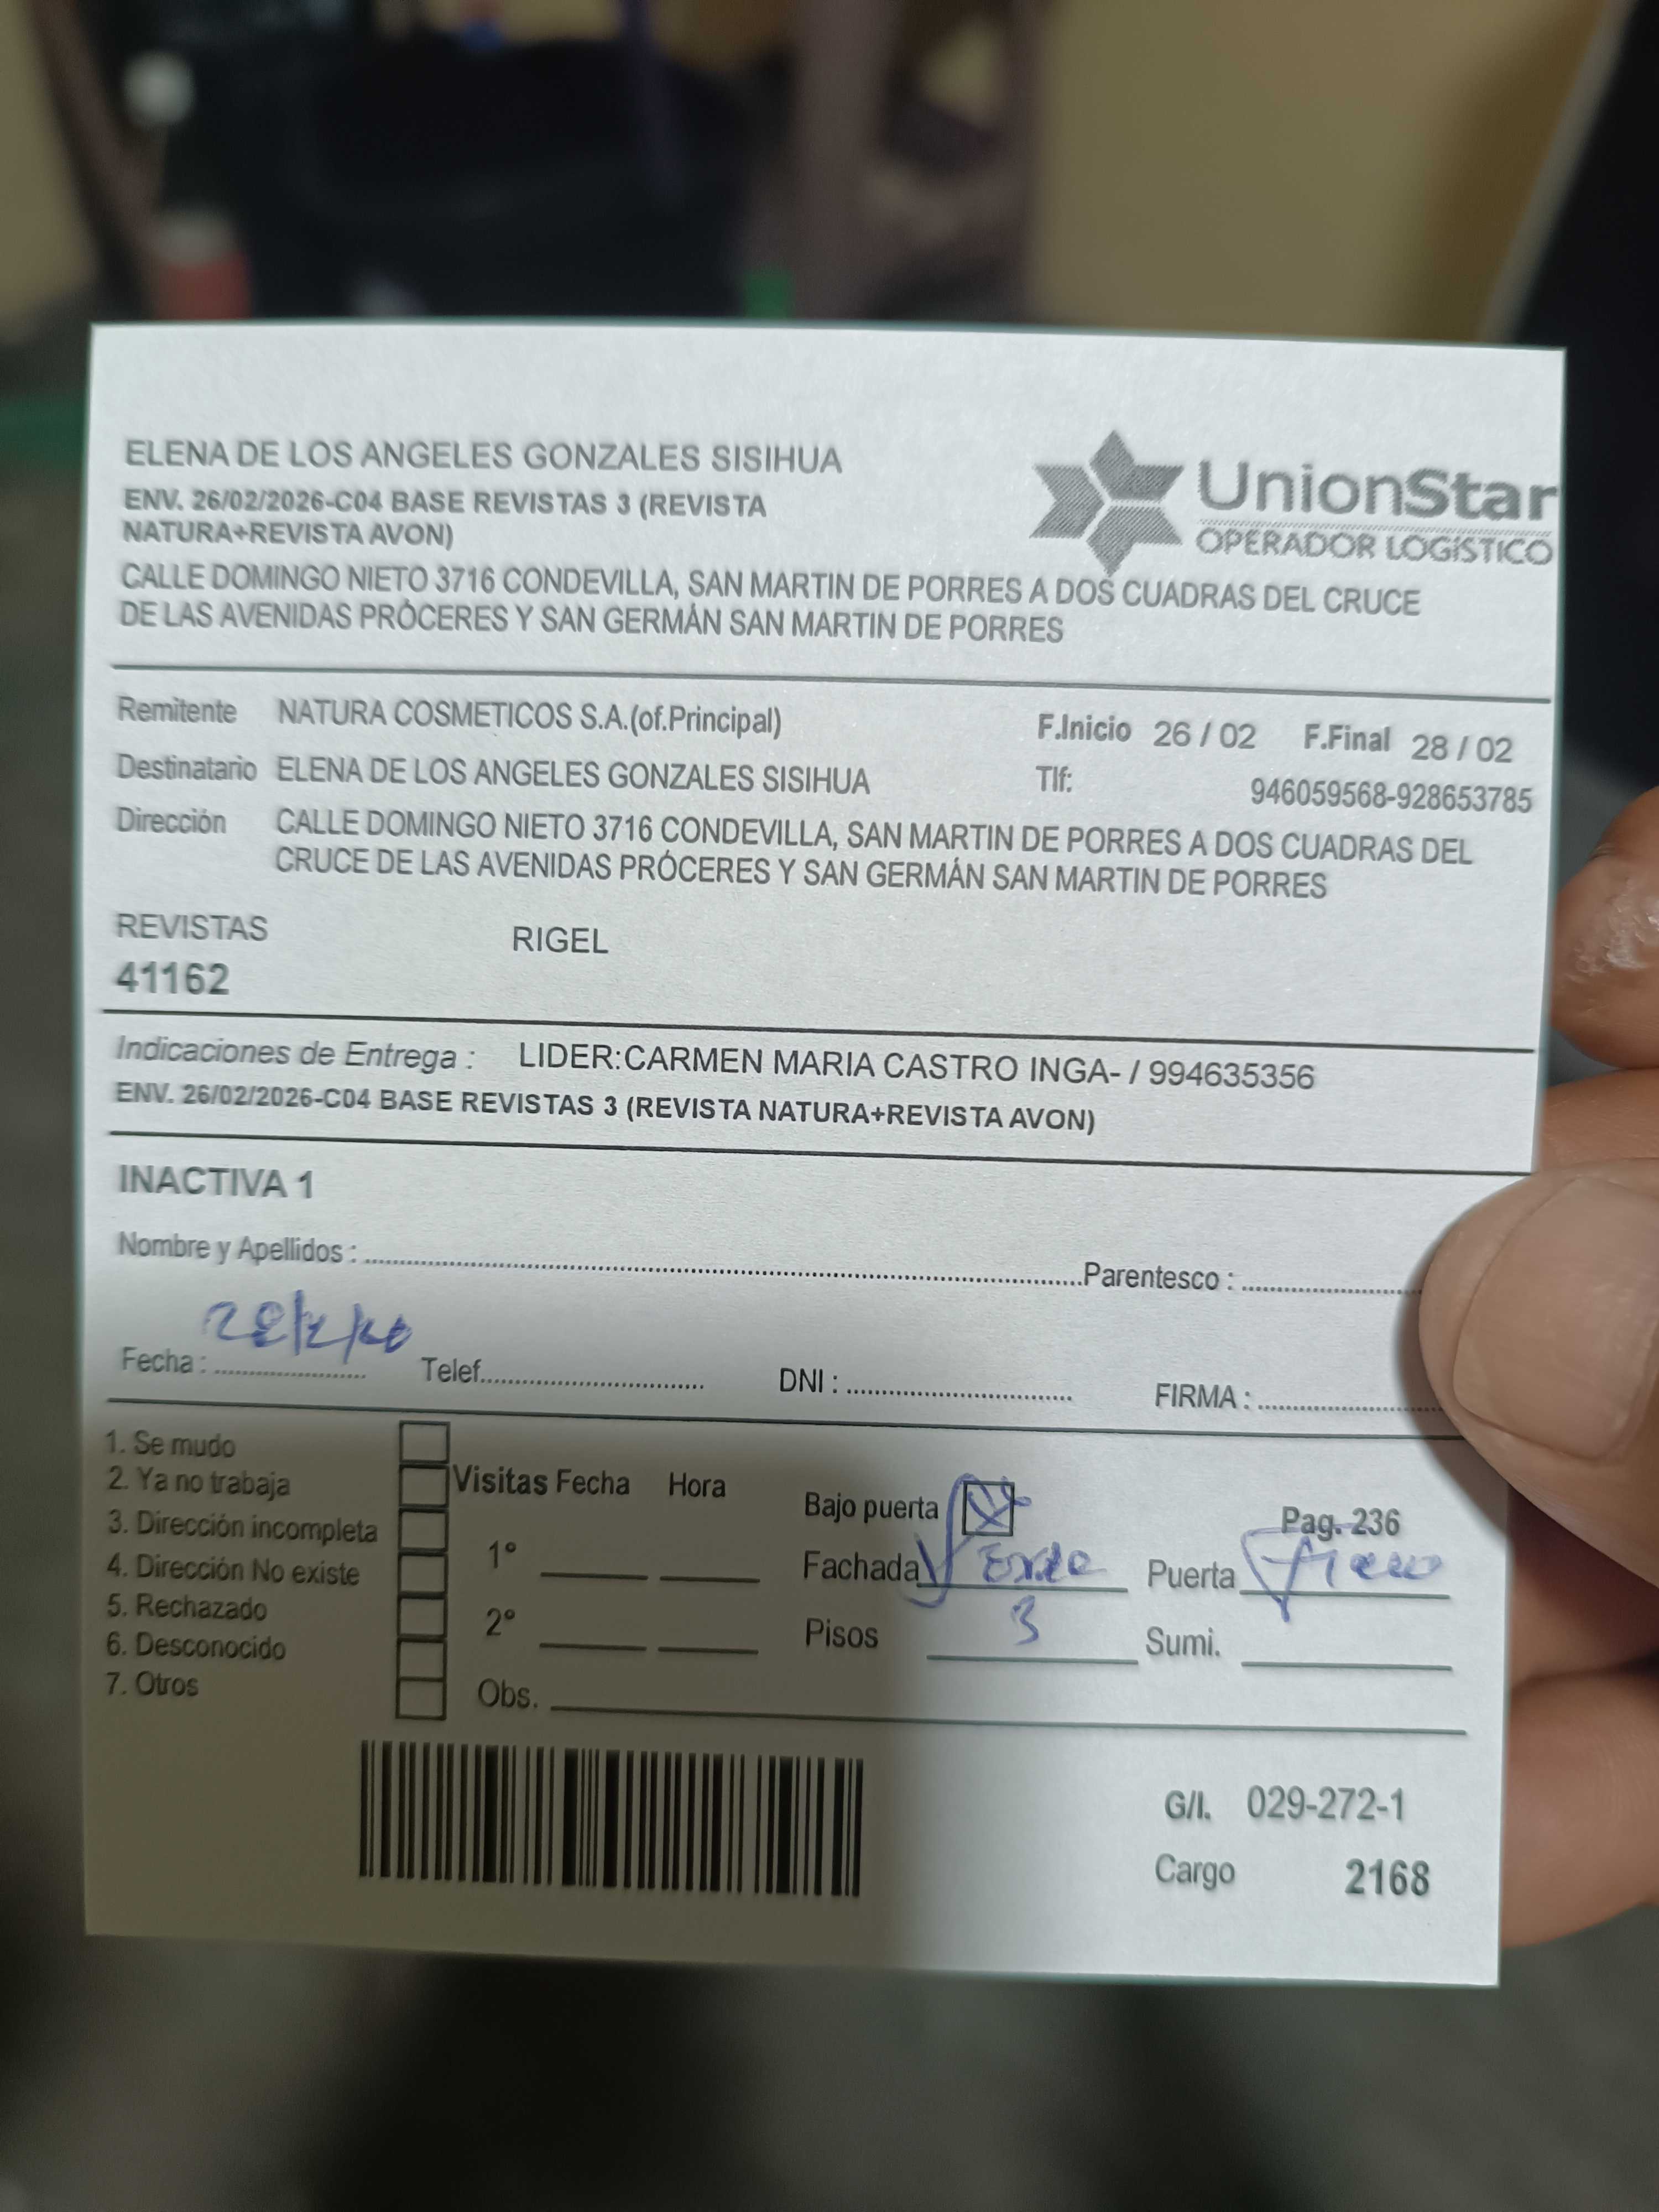 ELENA DE LOS ANGELES GONZALES SISIHUA
ENV. 26/02/2026-C04 BASE REVISTAS 3 (REVISTA
NATURA+REVISTA AVON)
UnionStar
OPERADOR LOGÍSTICO
CALLE DOMINGO NIETO 3716 CONDEVILLA, SAN MARTIN DE PORRES A DOS CUADRAS DEL CRUCE
DE LAS AVENIDAS PRÓCERES Y SAN GERMÁN SAN MARTIN DE PORRES
Remitente NATURA COSMETICOS S.A.(of.Principal) F.Inicio 26 / 02 F.Final 28 / 02
Destinatario ELENA DE LOS ANGELES GONZALES SISIHUA Tlf: 946059568-928653785
Dirección CALLE DOMINGO NIETO 3716 CONDEVILLA, SAN MARTIN DE PORRES A DOS CUADRAS DEL
CRUCE DE LAS AVENIDAS PRÓCERES Y SAN GERMÁN SAN MARTIN DE PORRES
REVISTAS RIGEL
41162
Indicaciones de Entrega : LIDER:CARMEN MARIA CASTRO INGA- / 994635356
ENV. 26/02/2026-C04 BASE REVISTAS 3 (REVISTA NATURA+REVISTA AVON)
INACTIVA 1
Nombre y Apellidos : Parentesco :
Fecha : Telef. DNI : FIRMA :
1. Se mudo
2. Ya no trabaja
3. Dirección incompleta
4. Dirección No existe
5. Rechazado
6. Desconocido
7. Otros
Visitas Fecha Hora
1º
2º
Obs.
Bajo puerta Pag. 236
Fachada Puerta
Pisos 3 Sumi.
G/I. 029-272-1
Cargo 2168